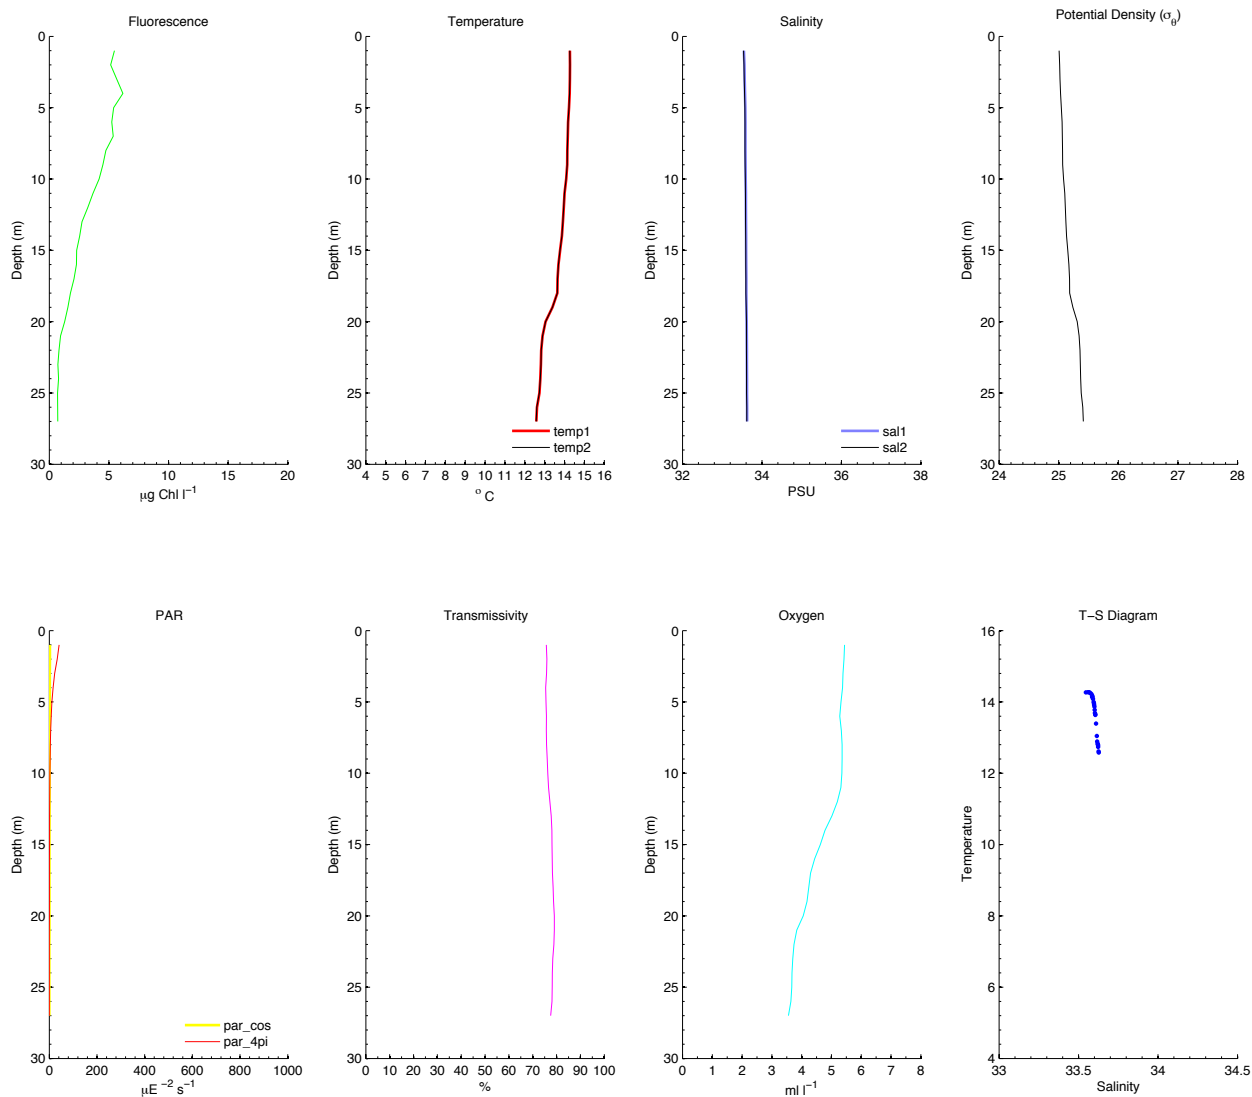 Fluorescence
0
5
10
15
20
25
30
Depth (m)
0 5 10 15 20
μg Chl l⁻¹
Temperature
0
5
10
15
20
25
30
Depth (m)
temp1
temp2
4 5 6 7 8 9 10 11 12 13 14 15 16
° C
Salinity
0
5
10
15
20
25
30
Depth (m)
sal1
sal2
32 34 36 38
PSU
Potential Density (σθ)
0
5
10
15
20
25
30
Depth (m)
24 25 26 27 28
PAR
0
5
10
15
20
25
30
Depth (m)
par_cos
par_4pi
0 200 400 600 800 1000
μE ⁻² s⁻¹
Transmissivity
0
5
10
15
20
25
30
Depth (m)
0 10 20 30 40 50 60 70 80 90 100
%
Oxygen
0
5
10
15
20
25
30
Depth (m)
0 1 2 3 4 5 6 7 8
ml l⁻¹
T−S Diagram
16
14
12
10
8
6
4
Temperature
33 33.5 34 34.5
Salinity